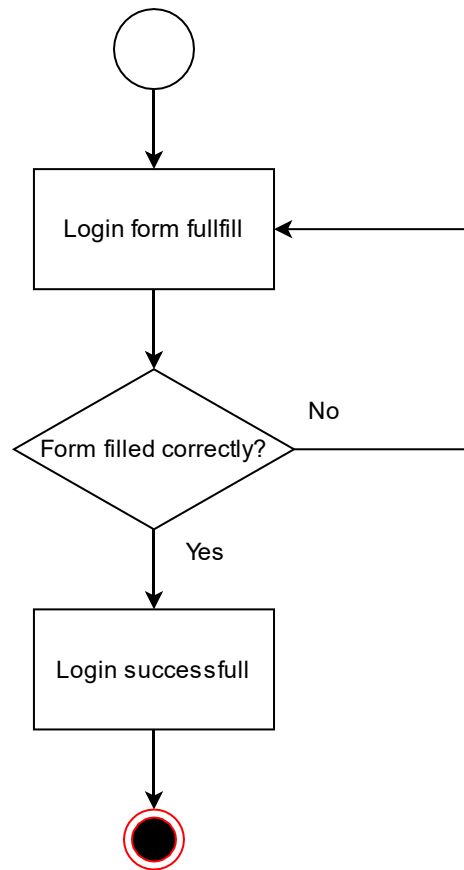 Login form fullfill
No
Form filled correctly?
Yes
Login successfull